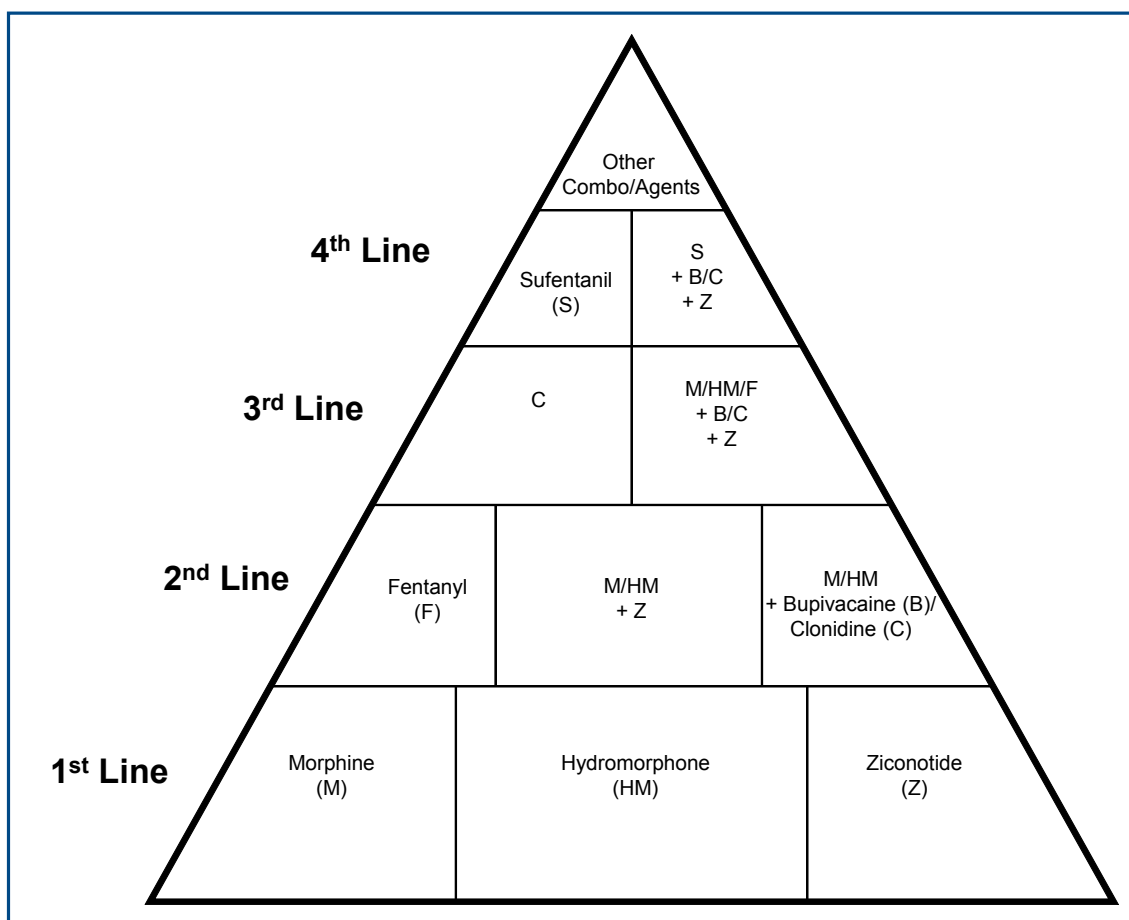 Other
Combo/Agents
4th Line
Sufentanil
(S)
S
+ B/C
+ Z
3rd Line
C
M/HM/F
+ B/C
+ Z
2nd Line
Fentanyl
(F)
M/HM
+ Z
M/HM
+ Bupivacaine (B)/
Clonidine (C)
1st Line
Morphine
(M)
Hydromorphone
(HM)
Ziconotide
(Z)